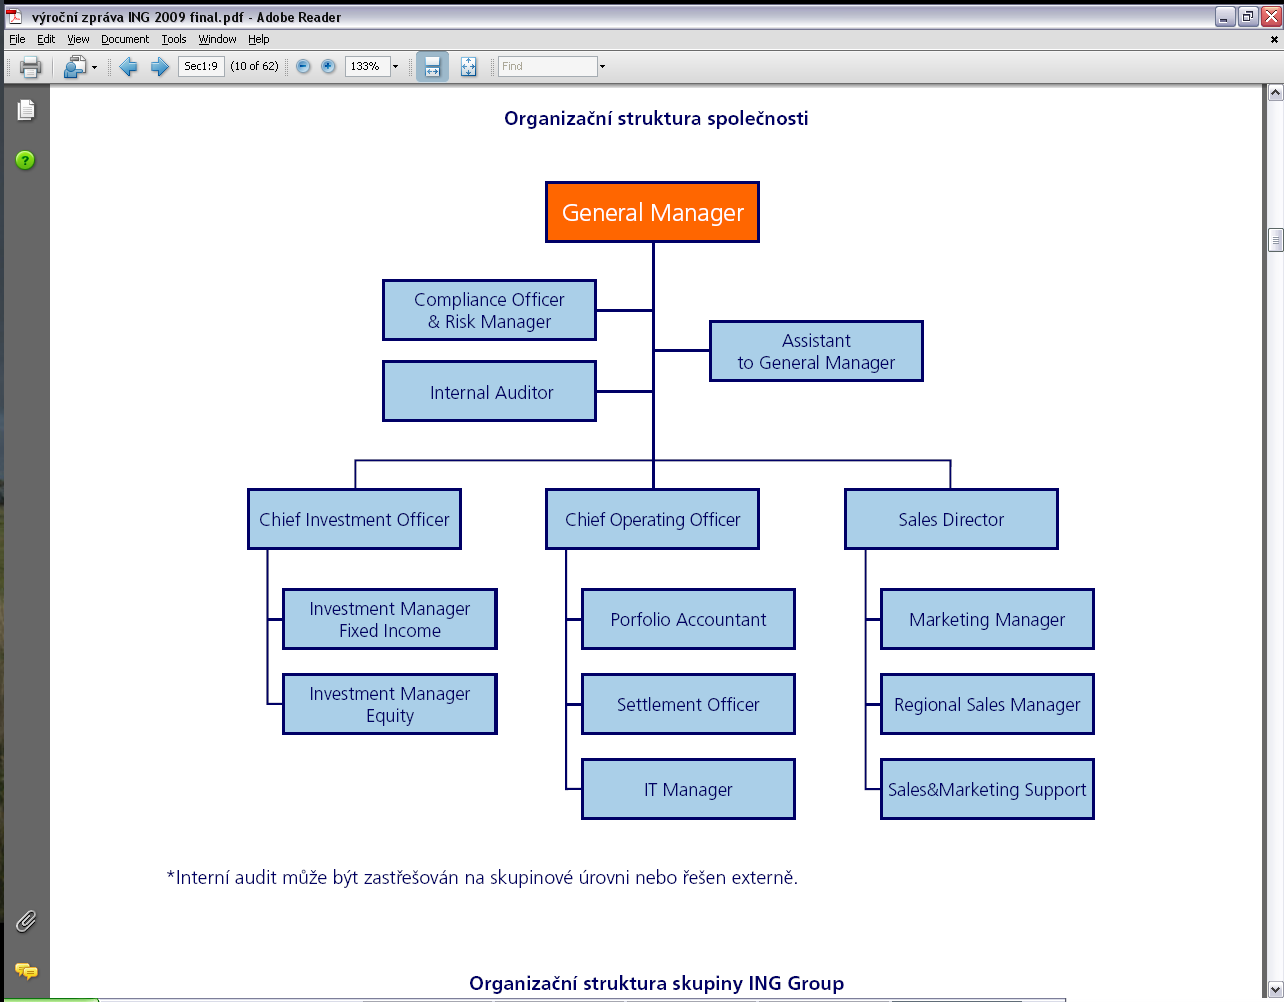 výroční zpráva ING 2009 final.pdf - Adobe Reader
File Edit View Document Tools Window Help
Sec1:9 (10 of 62) 133% Find
Organizační struktura společnosti
General Manager
Compliance Officer
& Risk Manager
Assistant
to General Manager
Internal Auditor
Chief Investment Officer
Chief Operating Officer
Sales Director
Investment Manager
Fixed Income
Porfolio Accountant
Marketing Manager
Investment Manager
Equity
Settlement Officer
Regional Sales Manager
IT Manager
Sales&Marketing Support
*Interní audit může být zastřešován na skupinové úrovni nebo řešen externě.
Organizační struktura skupiny ING Group